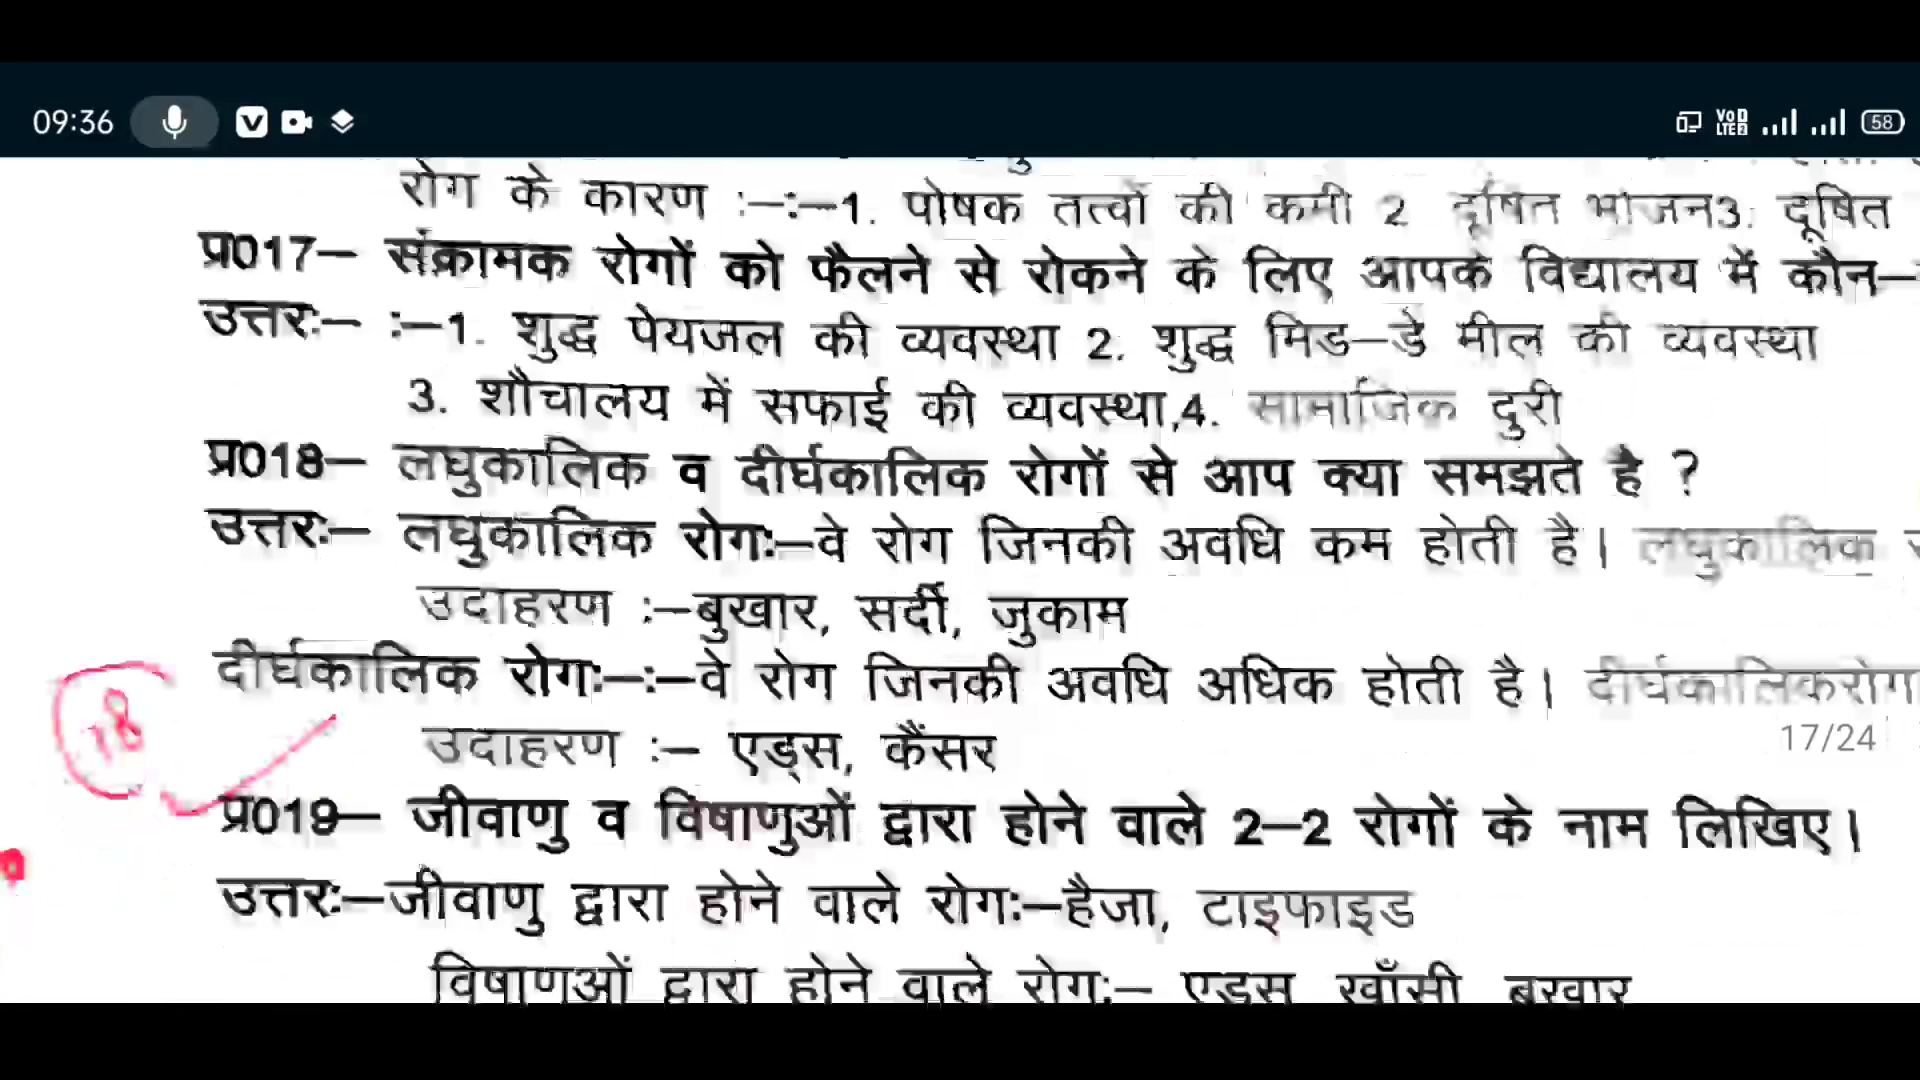 09:36 V VoD LTE2 58
रोग के कारण :–:–1. पोषक तत्वों की कमी 2 दूषित भोजन3. दूषित
प्र017– संक्रामक रोगों को फैलने से रोकने के लिए आपके विद्यालय में कौन–
उत्तरः– :–1. शुद्ध पेयजल की व्यवस्था 2. शुद्ध मिड–डे मील की व्यवस्था
3. शौचालय में सफाई की व्यवस्था,4. सामाजिक दुरी
प्र018– लघुकालिक व दीर्घकालिक रोगों से आप क्या समझते है ?
उत्तरः– लघुकालिक रोगः–वे रोग जिनकी अवधि कम होती है। लघुकालिक
उदाहरण :–बुखार, सर्दी, जुकाम
दीर्घकालिक रोगः–:–वे रोग जिनकी अवधि अधिक होती है। दीर्घकालिकरोग
18
17/24
उदाहरण :– एड्स, कैंसर
प्र019– जीवाणु व विषाणुओं द्वारा होने वाले 2–2 रोगों के नाम लिखिए।
उत्तरः–जीवाणु द्वारा होने वाले रोगः–हैजा, टाइफाइड
विषाणुओं द्वारा होने वाले रोगः– एड्स खाँसी बुखार